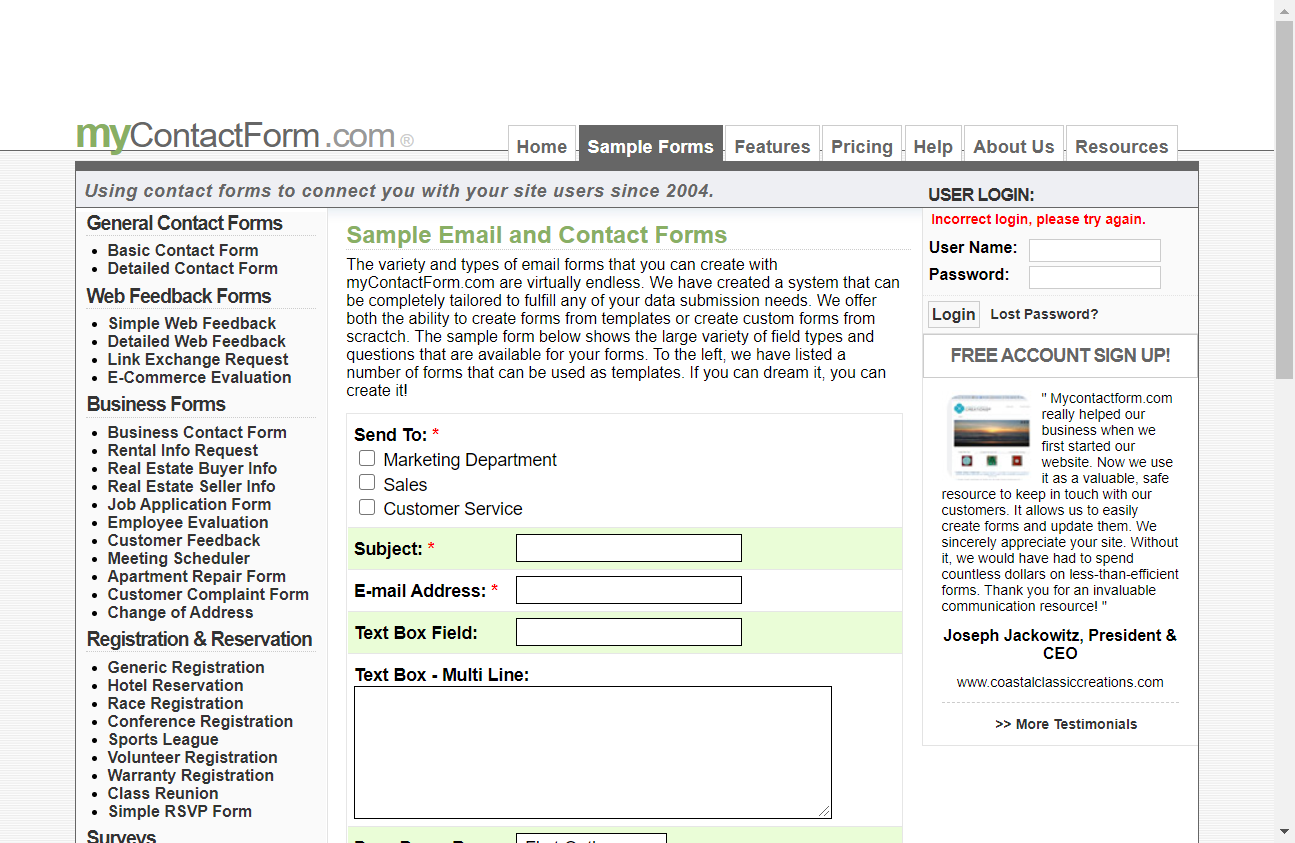 myContactForm.com®
Home
Sample Forms
Features
Pricing
Help
About Us
Resources
Using contact forms to connect you with your site users since 2004.
USER LOGIN:
General Contact Forms
Basic Contact Form
Detailed Contact Form
Web Feedback Forms
Simple Web Feedback
Detailed Web Feedback
Link Exchange Request
E-Commerce Evaluation
Business Forms
Business Contact Form
Rental Info Request
Real Estate Buyer Info
Real Estate Seller Info
Job Application Form
Employee Evaluation
Customer Feedback
Meeting Scheduler
Apartment Repair Form
Customer Complaint Form
Change of Address
Registration & Reservation
Generic Registration
Hotel Reservation
Race Registration
Conference Registration
Sports League
Volunteer Registration
Warranty Registration
Class Reunion
Simple RSVP Form
Surveys
Sample Email and Contact Forms
The variety and types of email forms that you can create with
myContactForm.com are virtually endless. We have created a system that can
be completely tailored to fulfill any of your data submission needs. We offer
both the ability to create forms from templates or create custom forms from
scractch. The sample form below shows the large variety of field types and
questions that are available for your forms. To the left, we have listed a
number of forms that can be used as templates. If you can dream it, you can
create it!
Send To: *
Marketing Department
Sales
Customer Service
Subject: *
E-mail Address: *
Text Box Field:
Text Box - Multi Line:
Incorrect login, please try again.
User Name:
Password:
Login
Lost Password?
FREE ACCOUNT SIGN UP!
" Mycontactform.com
really helped our
business when we
first started our
website. Now we use
it as a valuable, safe
resource to keep in touch with our
customers. It allows us to easily
create forms and update them. We
sincerely appreciate your site. Without
it, we would have had to spend
countless dollars on less-than-efficient
forms. Thank you for an invaluable
communication resource! "
Joseph Jackowitz, President &
CEO
www.coastalclassiccreations.com
>> More Testimonials